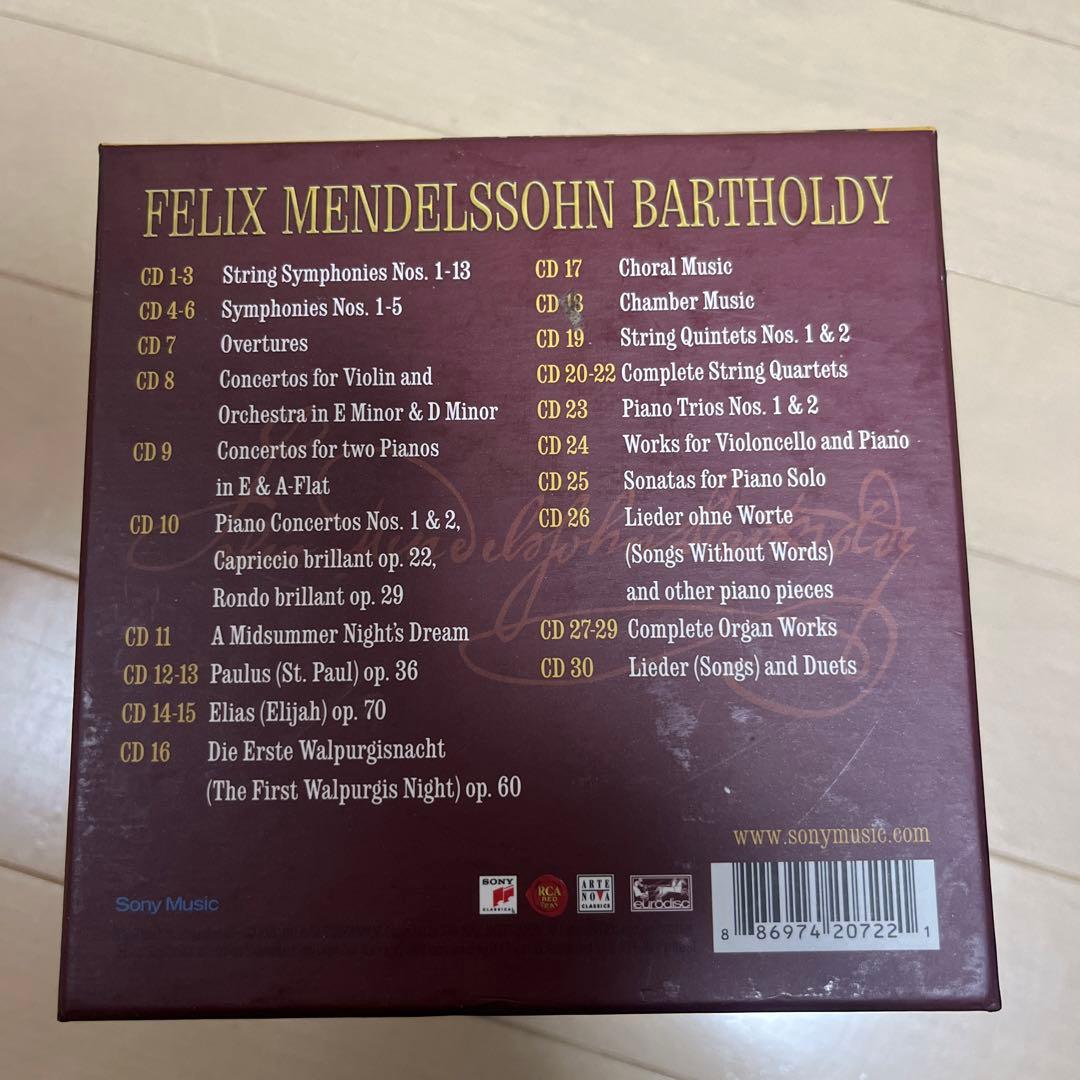 FELIX MENDELSSOHN BARTHOLDY
CD 1-3 String Symphonies Nos. 1-13
CD 4-6 Symphonies Nos. 1-5
CD 7 Overtures
CD 8 Concertos for Violin and
Orchestra in E Minor & D Minor
CD 9 Concertos for two Pianos
in E & A-Flat
CD 10 Piano Concertos Nos. 1 & 2,
Capriccio brillant op. 22,
Rondo brillant op. 29
CD 11 A Midsummer Night's Dream
CD 12-13 Paulus (St. Paul) op. 36
CD 14-15 Elias (Elijah) op. 70
CD 16 Die Erste Walpurgisnacht
(The First Walpurgis Night) op. 60
CD 17 Choral Music
CD 18 Chamber Music
CD 19 String Quintets Nos. 1 & 2
CD 20-22 Complete String Quartets
CD 23 Piano Trios Nos. 1 & 2
CD 24 Works for Violoncello and Piano
CD 25 Sonatas for Piano Solo
CD 26 Lieder ohne Worte
(Songs Without Words)
and other piano pieces
CD 27-29 Complete Organ Works
CD 30 Lieder (Songs) and Duets
www.sonymusic.com
Sony Music
SONY
CLASSICAL
RCA
RED
SEAL
ARTE
NOVA
CLASSICS
eurodisc
8 86974 20722 1